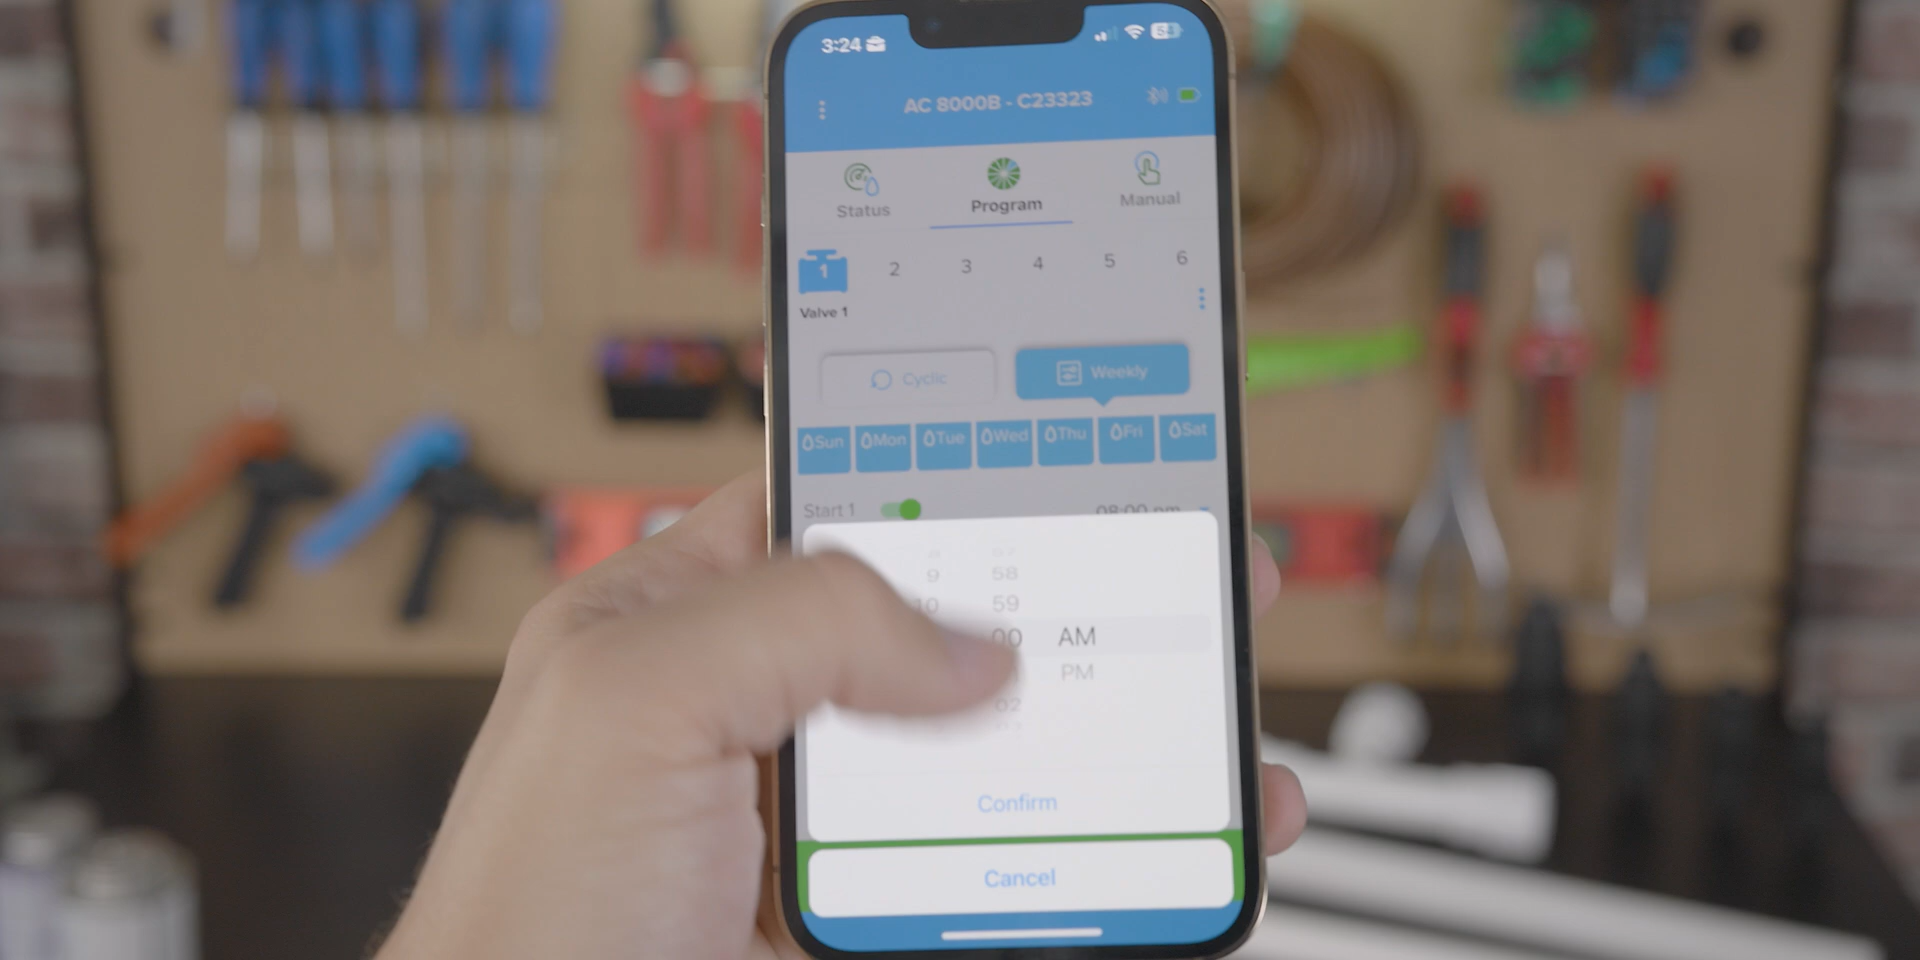 3:24
54
AC 8000B - C23323
Status
Program
Manual
1 2 3 4 5 6
Valve 1
Cyclic
Weekly
Sun Mon Tue Wed Thu Fri Sat
Start 1
08:00 pm
57
9 58
10 59
00 AM
PM
02
Confirm
Cancel